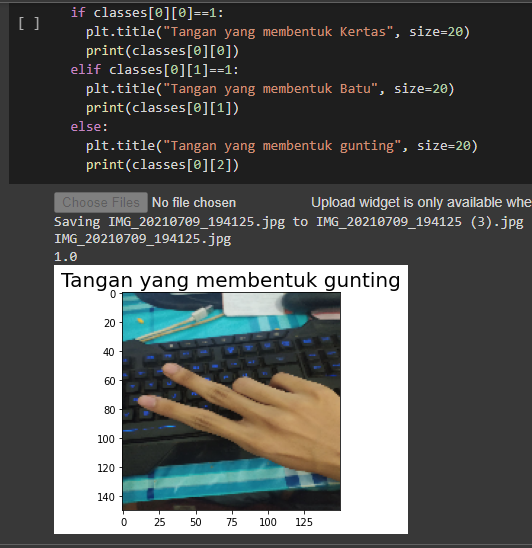 if classes[0][0]==1:
[ ]
plt.title("Tangan yang membentuk Kertas", size=20)
print(classes[0][0])
elif classes[0][1]==1:
plt.title("Tangan yang membentuk Batu", size=20)
print(classes[0][1])
else:
plt.title("Tangan yang membentuk gunting", size=20)
print(classes[0][2])
Choose Files No file chosen Upload widget is only available whe
Saving IMG_20210709_194125.jpg to IMG_20210709_194125 (3).jpg
IMG_20210709_194125.jpg
1.0
Tangan yang membentuk gunting
0
20
40
60
80
100
120
140
0 25 50 75 100 125